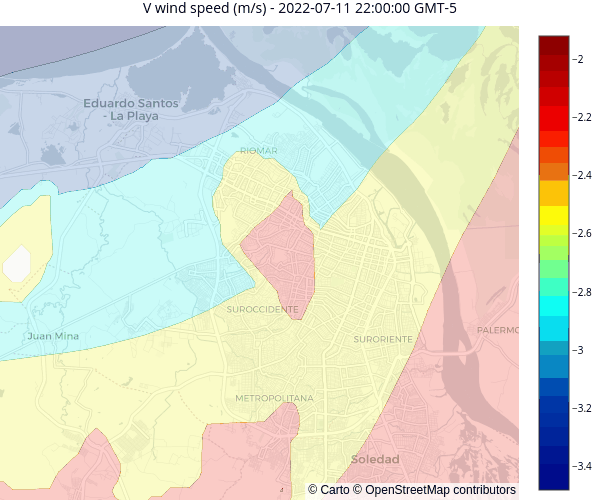 V wind speed (m/s) - 2022-07-11 22:00:00 GMT-5
Eduardo Santos
- La Playa
RIOMAR
SUROCCIDENTE
Juan Mina
SURORIENTE
PALERMO
METROPOLITANA
Soledad
© Carto © OpenStreetMap contributors
-2
-2.2
-2.4
-2.6
-2.8
-3
-3.2
-3.4